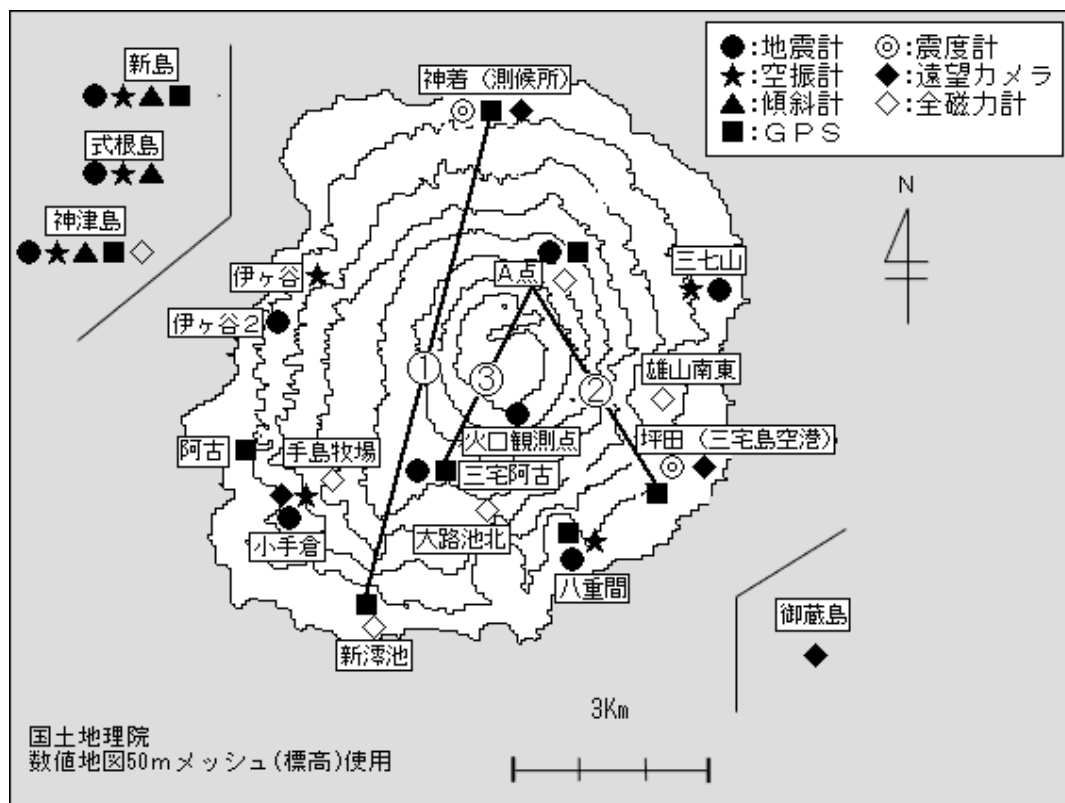 ●:地震計 ◎:震度計
★:空振計 ◆:遠望カメラ
▲:傾斜計 ◇:全磁力計
■:GPS
新島
式根島
神津島
神着(測候所)
N
伊ヶ谷
A点
三七山
伊ヶ谷2
①
③
②
雄山南東
火口観測点
坪田(三宅島空港)
阿古
手島牧場
三宅阿古
小手倉
大路池北
八重間
新澪池
御蔵島
3Km
国土地理院
数値地図50mメッシュ(標高)使用